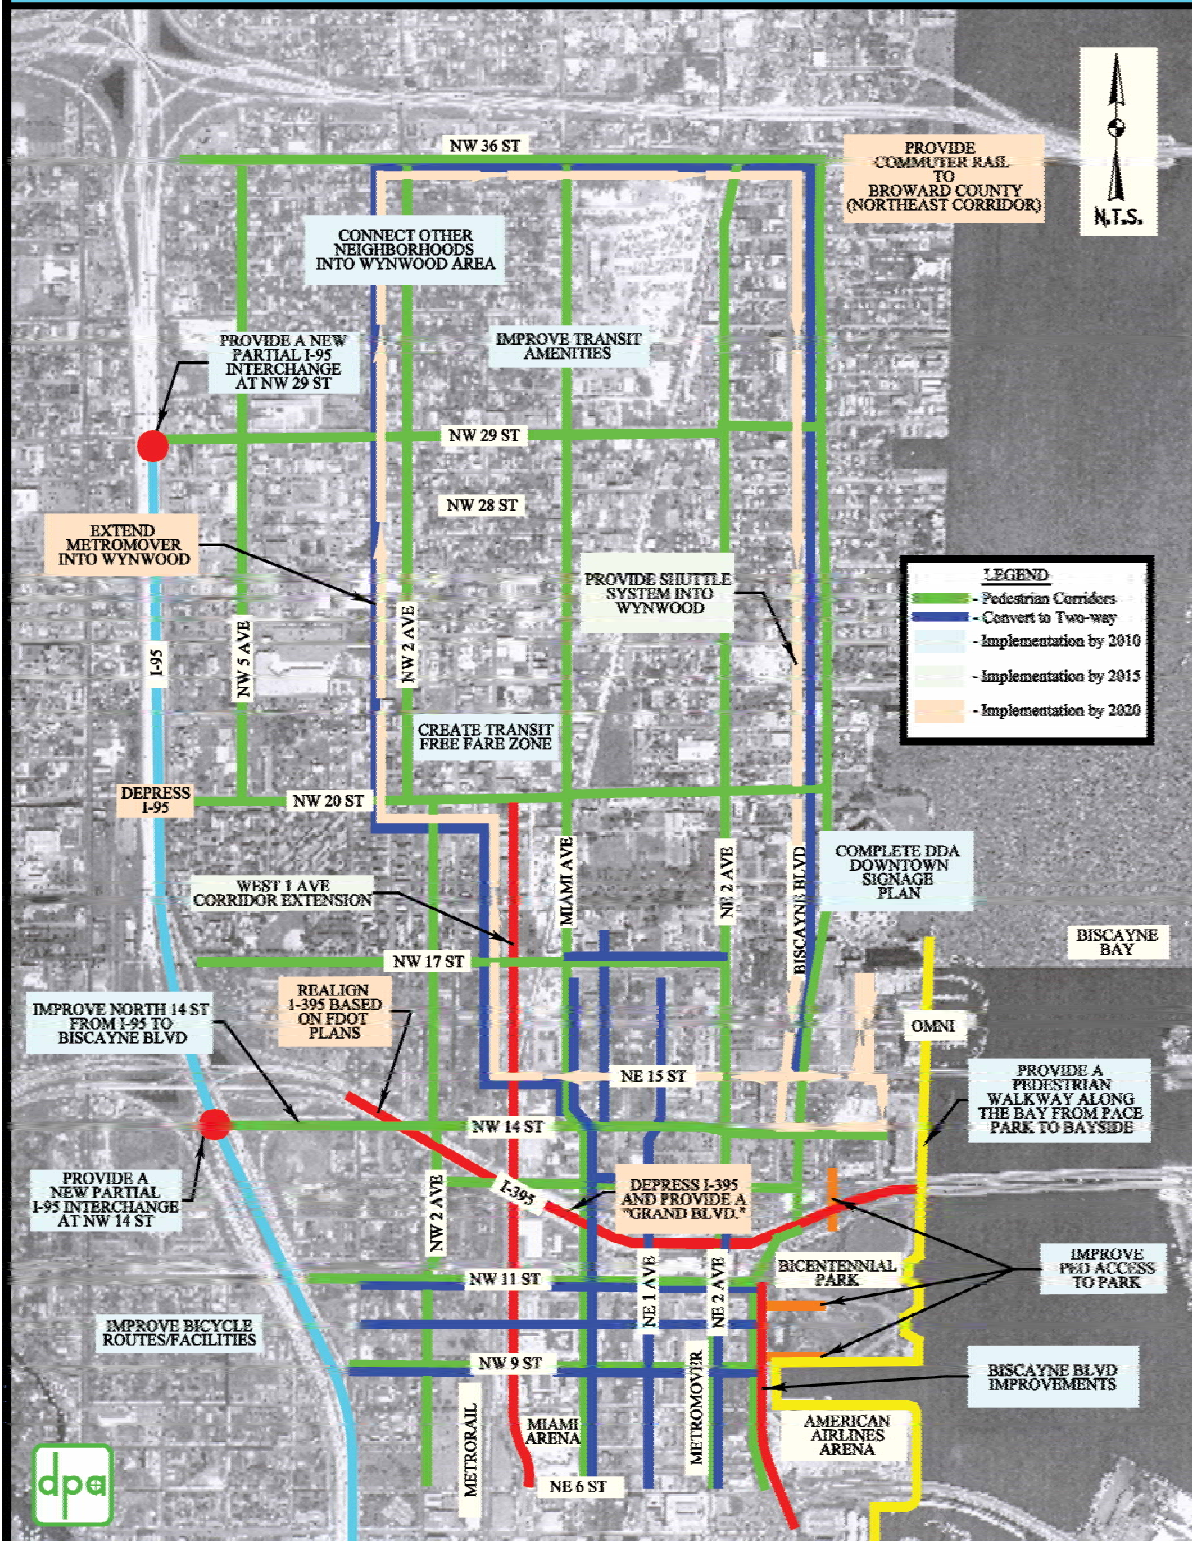 NW 36 ST
PROVIDE
COMMUTER RAIL
TO
BROWARD COUNTY
(NORTHEAST CORRIDOR)
N.T.S.
CONNECT OTHER
NEIGHBORHOODS
INTO WYNWOOD AREA
PROVIDE A NEW
PARTIAL I-95
INTERCHANGE
AT NW 29 ST
IMPROVE TRANSIT
AMENITIES
NW 29 ST
NW 28 ST
EXTEND
METROMOVER
INTO WYNWOOD
PROVIDE SHUTTLE
SYSTEM INTO
WYNWOOD
LEGEND
- Pedestrian Corridors
- Convert to Two-way
- Implementation by 2010
- Implementation by 2015
- Implementation by 2020
I-95
NW 5 AVE
NW 2 AVE
CREATE TRANSIT
FREE FARE ZONE
DEPRESS
I-95
NW 20 ST
MIAMI AVE
NE 2 AVE
BISCAYNE BLVD
COMPLETE DDA
DOWNTOWN
SIGNAGE
PLAN
WEST 1 AVE
CORRIDOR EXTENSION
BISCAYNE
BAY
NW 17 ST
REALIGN
1-395 BASED
ON FDOT
PLANS
IMPROVE NORTH 14 ST
FROM I-95 TO
BISCAYNE BLVD
OMNI
NE 15 ST
PROVIDE A
PEDESTRIAN
WALKWAY ALONG
THE BAY FROM PACE
PARK TO BAYSIDE
NW 14 ST
PROVIDE A
NEW PARTIAL
I-95 INTERCHANGE
AT NW 14 ST
NW 2 AVE
I-395
DEPRESS I-395
AND PROVIDE A
"GRAND BLVD."
BICENTENNIAL
PARK
IMPROVE
PED ACCESS
TO PARK
NW 11 ST
NE 1 AVE
NE 2 AVE
IMPROVE BICYCLE
ROUTES/FACILITIES
NW 9 ST
BISCAYNE BLVD
IMPROVEMENTS
METRORAIL
MIAMI
ARENA
METROMOVER
AMERICAN
AIRLINES
ARENA
NE 6 ST
dpa